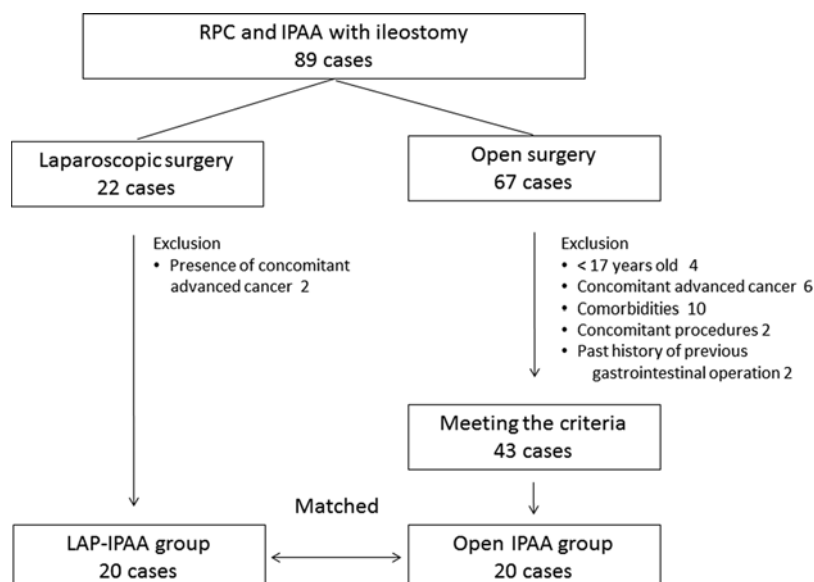 RPC and IPAA with ileostomy
89 cases
Laparoscopic surgery
22 cases
Open surgery
67 cases
Exclusion
• Presence of concomitant
advanced cancer 2
Exclusion
• < 17 years old 4
• Concomitant advanced cancer 6
• Comorbidities 10
• Concomitant procedures 2
• Past history of previous
gastrointestinal operation 2
Meeting the criteria
43 cases
Matched
LAP-IPAA group
20 cases
Open IPAA group
20 cases